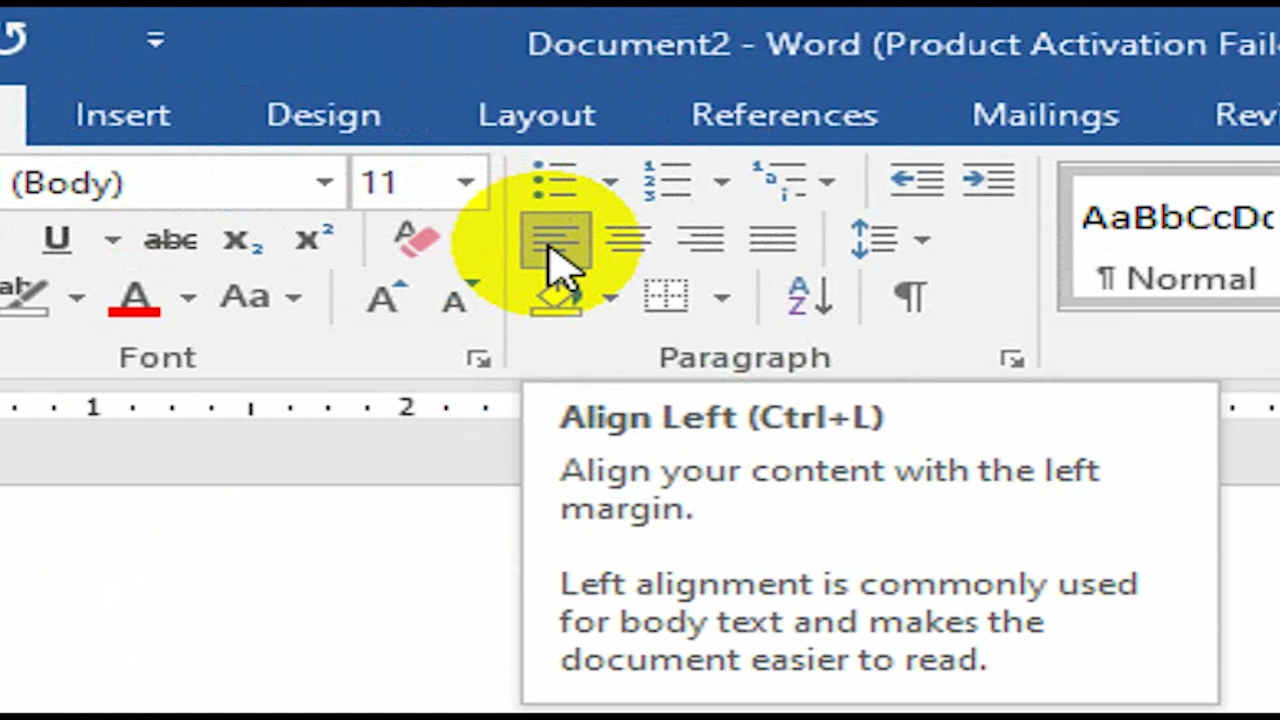 Document2 - Word (Product Activation Fail
Insert Design Layout References Mailings Rev
(Body) 11
U abc X₂ X² A
AaBbCcDc
¶ Normal
ab A Aa A A A Z ¶
Font Paragraph
1 2
Align Left (Ctrl+L)
Align your content with the left
margin.
Left alignment is commonly used
for body text and makes the
document easier to read.